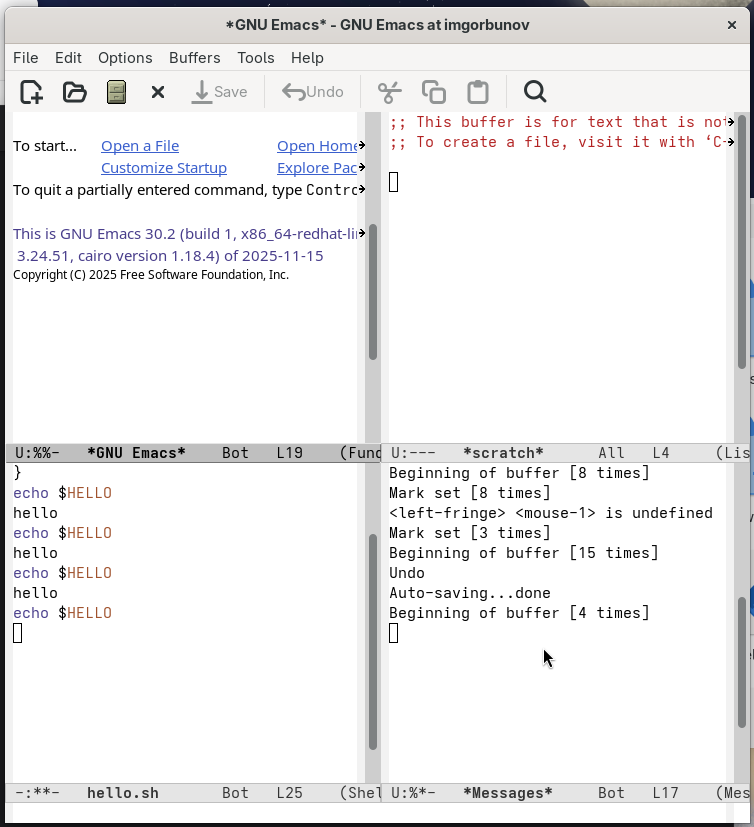 *GNU Emacs* - GNU Emacs at imgorbunov
File Edit Options Buffers Tools Help
Save Undo
To start... Open a File Open Home
Customize Startup Explore Pac
To quit a partially entered command, type Contro
This is GNU Emacs 30.2 (build 1, x86_64-redhat-li
3.24.51, cairo version 1.18.4) of 2025-11-15
Copyright (C) 2025 Free Software Foundation, Inc.
U:%%- *GNU Emacs* Bot L19 (Fund
;; This buffer is for text that is not
;; To create a file, visit it with ‘C-
U:--- *scratch* All L4 (Lis
}
echo $HELLO
hello
echo $HELLO
hello
echo $HELLO
hello
echo $HELLO
-:**- hello.sh Bot L25 (Shel
Beginning of buffer [8 times]
Mark set [8 times]
<left-fringe> <mouse-1> is undefined
Mark set [3 times]
Beginning of buffer [15 times]
Undo
Auto-saving...done
Beginning of buffer [4 times]
U:%*- *Messages* Bot L17 (Mes